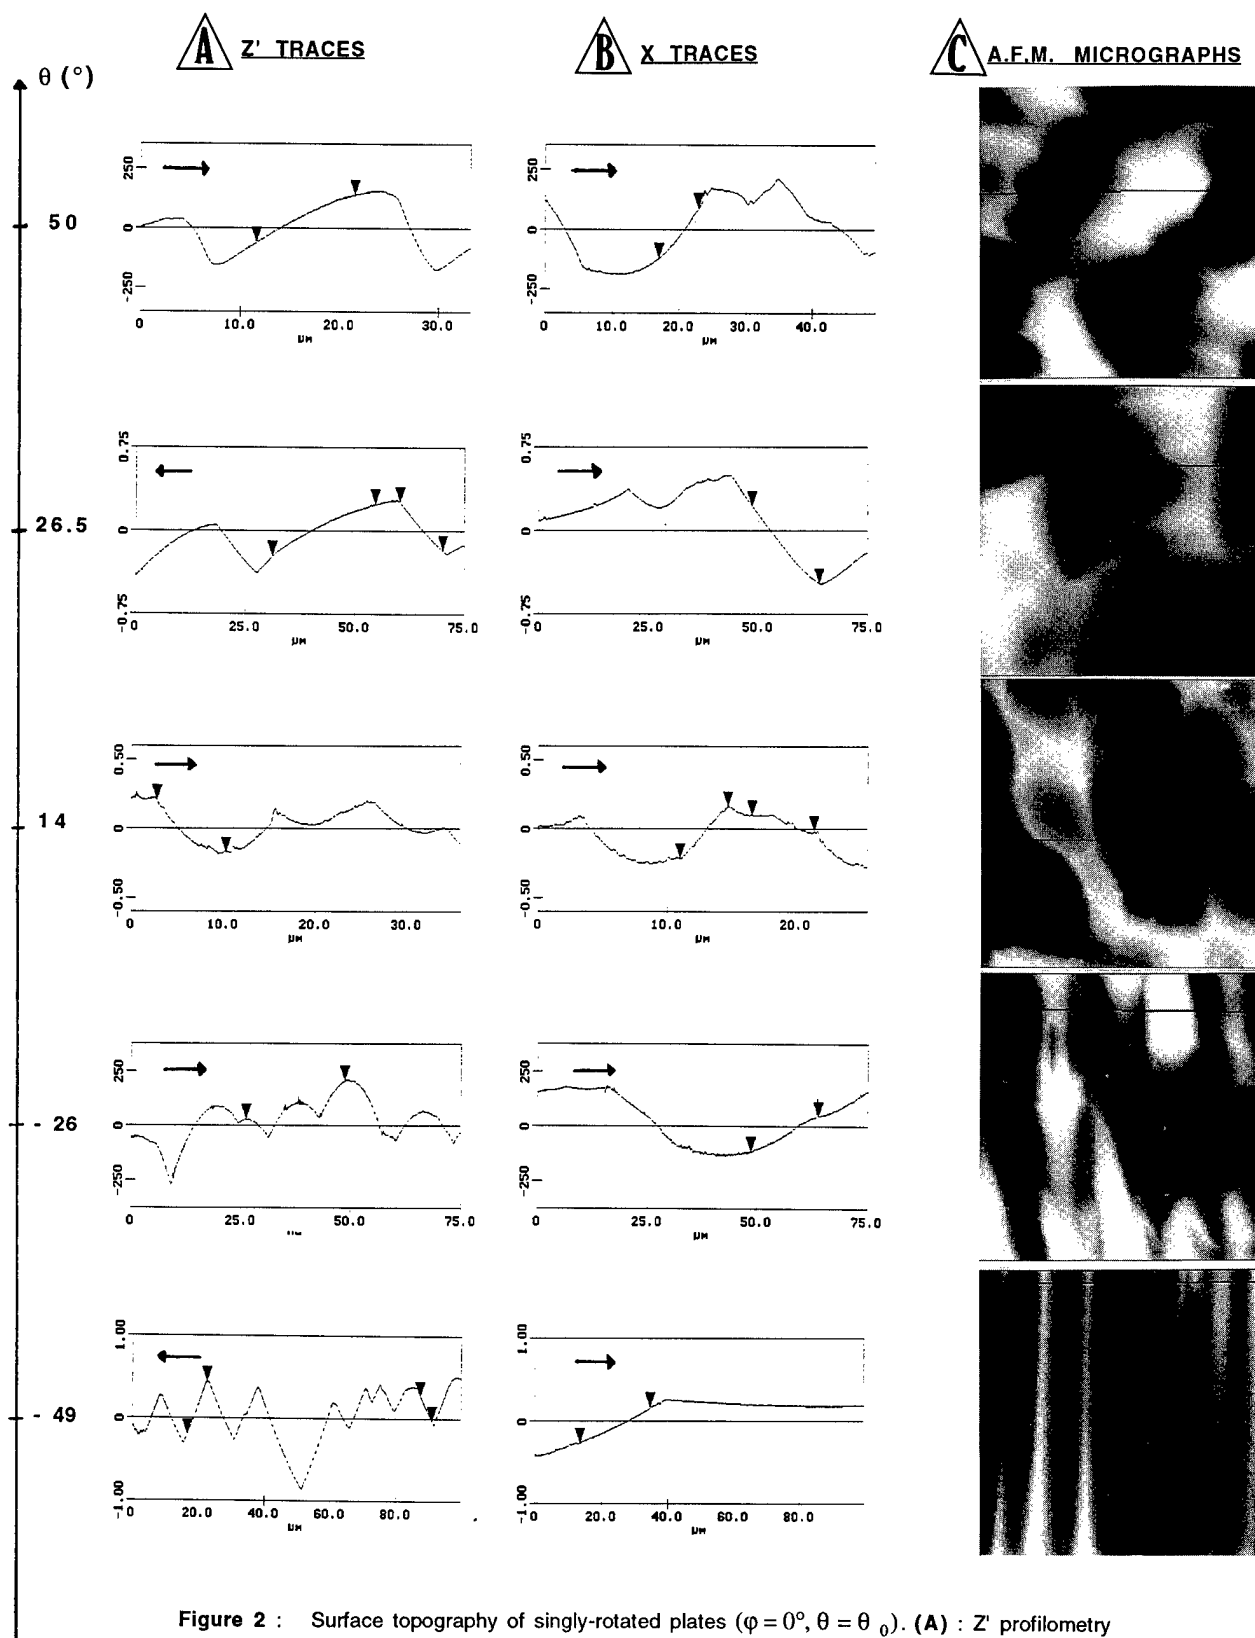 A Z' TRACES B X TRACES C A.F.M. MICROGRAPHS
θ (°)
50
250
0
-250
0 10.0 20.0 30.0
μM
250
0
-250
0 10.0 20.0 30.0 40.0
μM
26.5
0.75
0
-0.75
0 25.0 50.0 75.0
μM
0.75
0
-0.75
0 25.0 50.0 75.0
μM
14
0.50
0
-0.50
0 10.0 20.0 30.0
μM
0.50
0
-0.50
0 10.0 20.0
μM
- 26
250
0
-250
0 25.0 50.0 75.0
250
0
-250
0 25.0 50.0 75.0
μM
- 49
1.00
0
-1.00
0 20.0 40.0 60.0 80.0
μM
1.00
0
-1.00
0 20.0 40.0 60.0 80.0
μM
Figure 2 : Surface topography of singly-rotated plates (φ = 0°, θ = θ 0). (A) : Z' profilometry